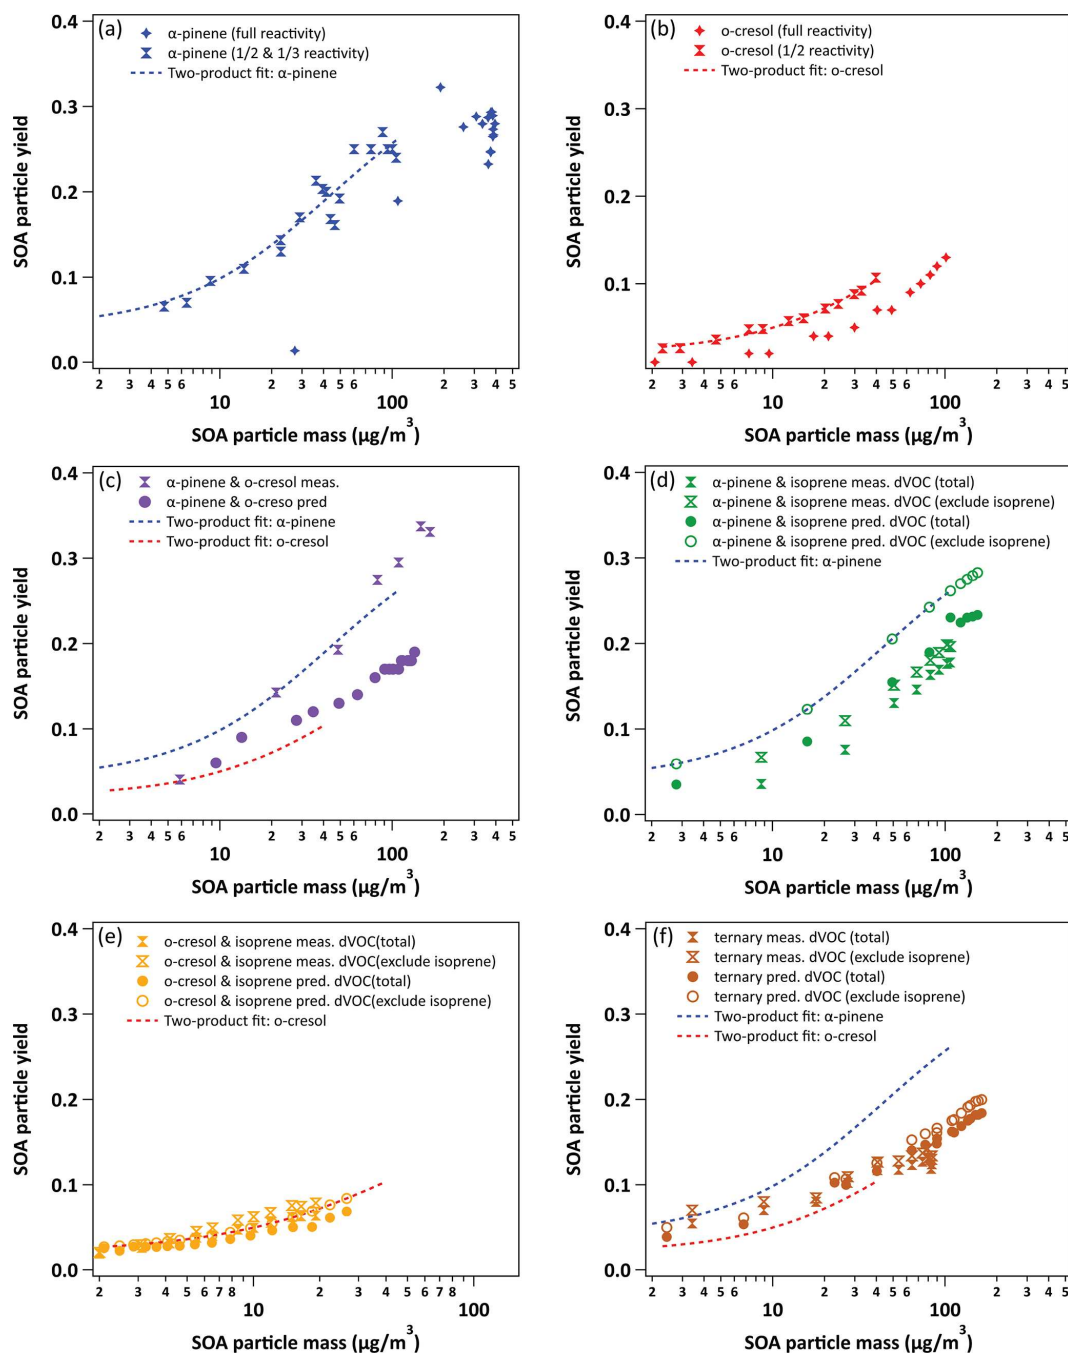 (a)
α-pinene (full reactivity)
α-pinene (1/2 & 1/3 reactivity)
Two-product fit: α-pinene
0.4
0.3
0.2
0.1
0.0
SOA particle yield
2 3 4 5 6 2 3 4 5 6 2 3 4 5
10 100
SOA particle mass (µg/m³)
(b)
o-cresol (full reactivity)
o-cresol (1/2 reactivity)
Two-product fit: o-cresol
0.4
0.3
0.2
0.1
SOA particle yield
2 3 4 5 6 2 3 4 5 6 2 3 4 5
10 100
SOA particle mass (µg/m³)
(c)
α-pinene & o-cresol meas.
α-pinene & o-creso pred
Two-product fit: α-pinene
Two-product fit: o-cresol
0.4
0.3
0.2
0.1
0.0
SOA particle yield
2 3 4 5 6 2 3 4 5 6 2 3 4 5
10 100
SOA particle mass (µg/m³)
(d)
α-pinene & isoprene meas. dVOC (total)
α-pinene & isoprene meas. dVOC (exclude isoprene)
α-pinene & isoprene pred. dVOC (total)
α-pinene & isoprene pred. dVOC (exclude isoprene)
Two-product fit: α-pinene
0.4
0.3
0.2
0.1
0.0
SOA particle yield
2 3 4 5 6 2 3 4 5 6 2 3 4 5
10 100
SOA particle mass (µg/m³)
(e)
o-cresol & isoprene meas. dVOC(total)
o-cresol & isoprene meas. dVOC(exclude isoprene)
o-cresol & isoprene pred. dVOC(total)
o-cresol & isoprene pred. dVOC(exclude isoprene)
Two-product fit: o-cresol
0.4
0.3
0.2
0.1
0.0
SOA particle yield
2 3 4 5 6 7 8 2 3 4 5 6 7 8
10 100
SOA particle mass (µg/m³)
(f)
ternary meas. dVOC (total)
ternary meas. dVOC (exclude isoprene)
ternary pred. dVOC (total)
ternary pred. dVOC (exclude isoprene)
Two-product fit: α-pinene
Two-product fit: o-cresol
0.4
0.3
0.2
0.1
0.0
SOA particle yield
2 3 4 5 6 2 3 4 5 6 2 3 4 5
10 100
SOA particle mass (µg/m³)